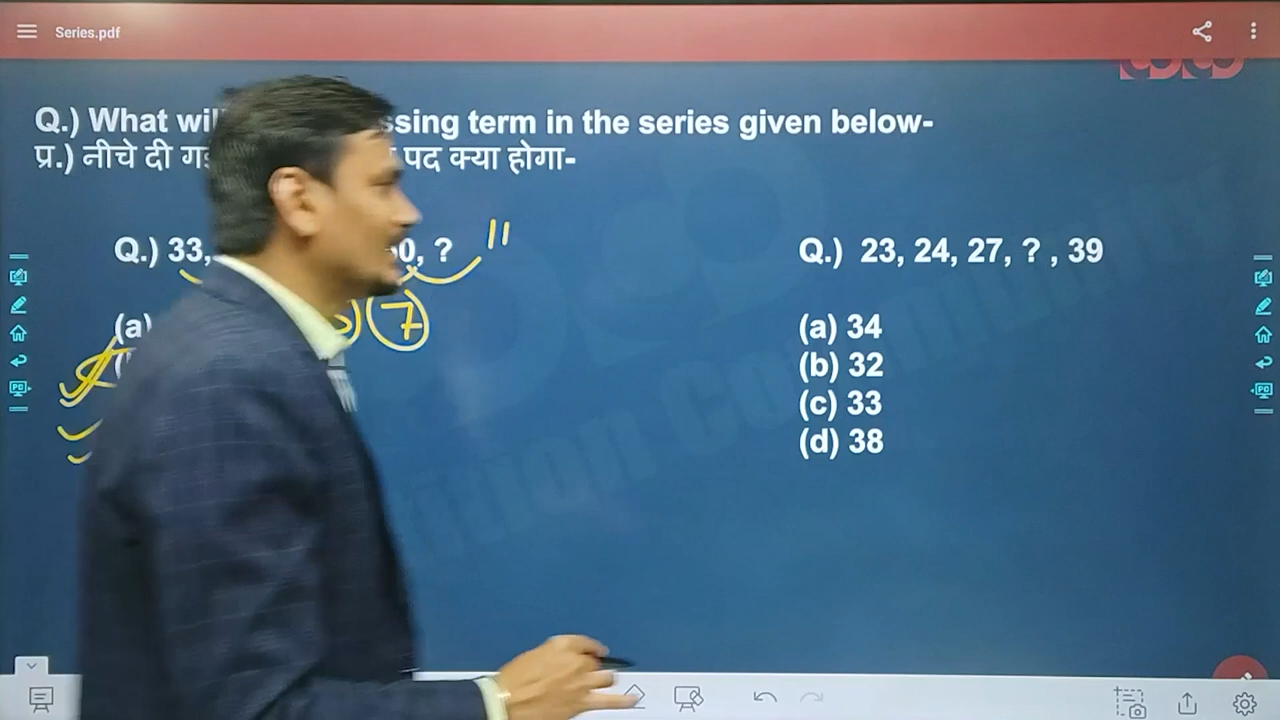 Series.pdf
Q.) What ssing term in the series given below-
प्र.) नीचे दी पद क्या होगा-
Q.) 33, 0, ? 11
7
(a)
Q.) 23, 24, 27, ? , 39
(a) 34
(b) 32
(c) 33
(d) 38